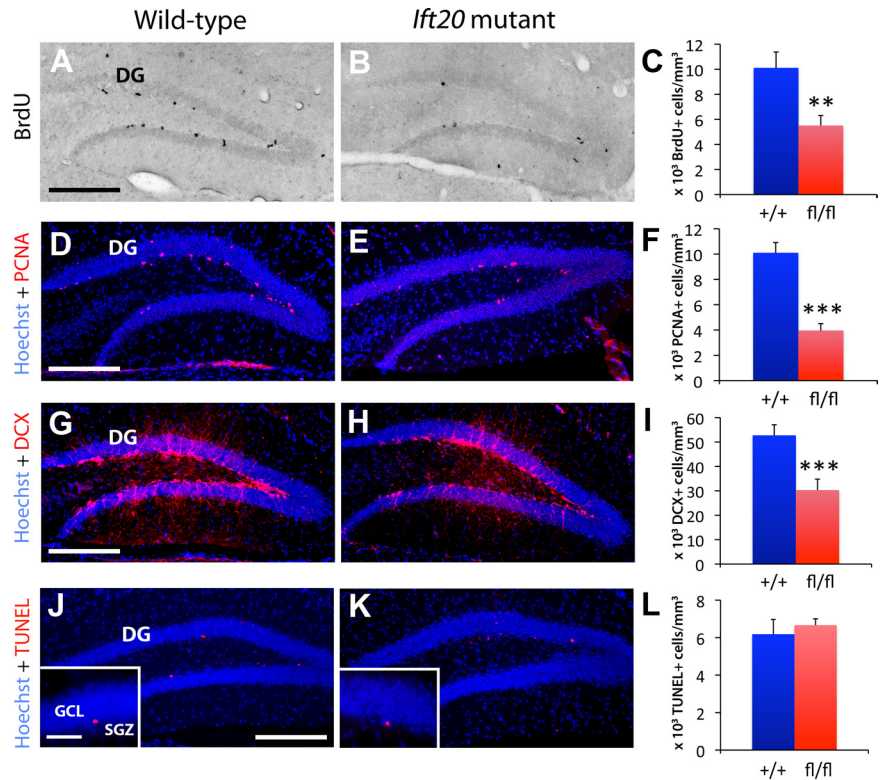 Wild-type
Ift20 mutant
BrdU
A
DG
B
C
x 10³ BrdU+ cells/mm³
12
10
8
6
4
2
0
**
+/+
fl/fl
Hoechst + PCNA
D
DG
E
F
x 10³ PCNA+ cells/mm³
12
10
8
6
4
2
0
***
+/+
fl/fl
Hoechst + DCX
G
DG
H
I
x 10³ DCX+ cells/mm³
60
50
40
30
20
10
0
***
+/+
fl/fl
Hoechst + TUNEL
J
DG
GCL
SGZ
K
L
x 10³ TUNEL+ cells/mm³
8
6
4
2
0
+/+
fl/fl